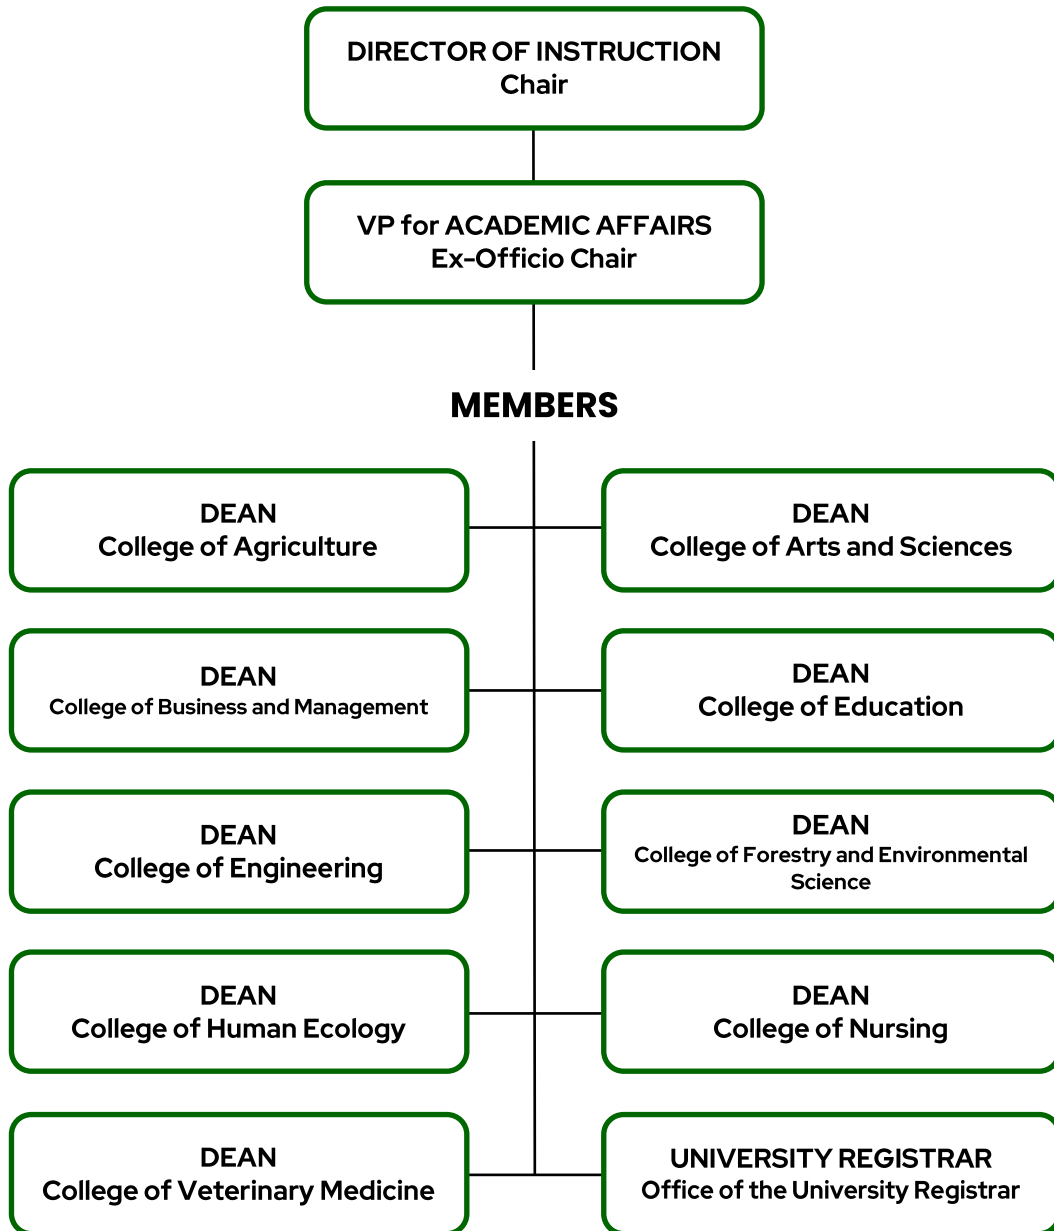 DIRECTOR OF INSTRUCTION
Chair
VP for ACADEMIC AFFAIRS
Ex-Officio Chair
MEMBERS
DEAN
College of Agriculture
DEAN
College of Arts and Sciences
DEAN
College of Business and Management
DEAN
College of Education
DEAN
College of Engineering
DEAN
College of Forestry and Environmental
Science
DEAN
College of Human Ecology
DEAN
College of Nursing
DEAN
College of Veterinary Medicine
UNIVERSITY REGISTRAR
Office of the University Registrar